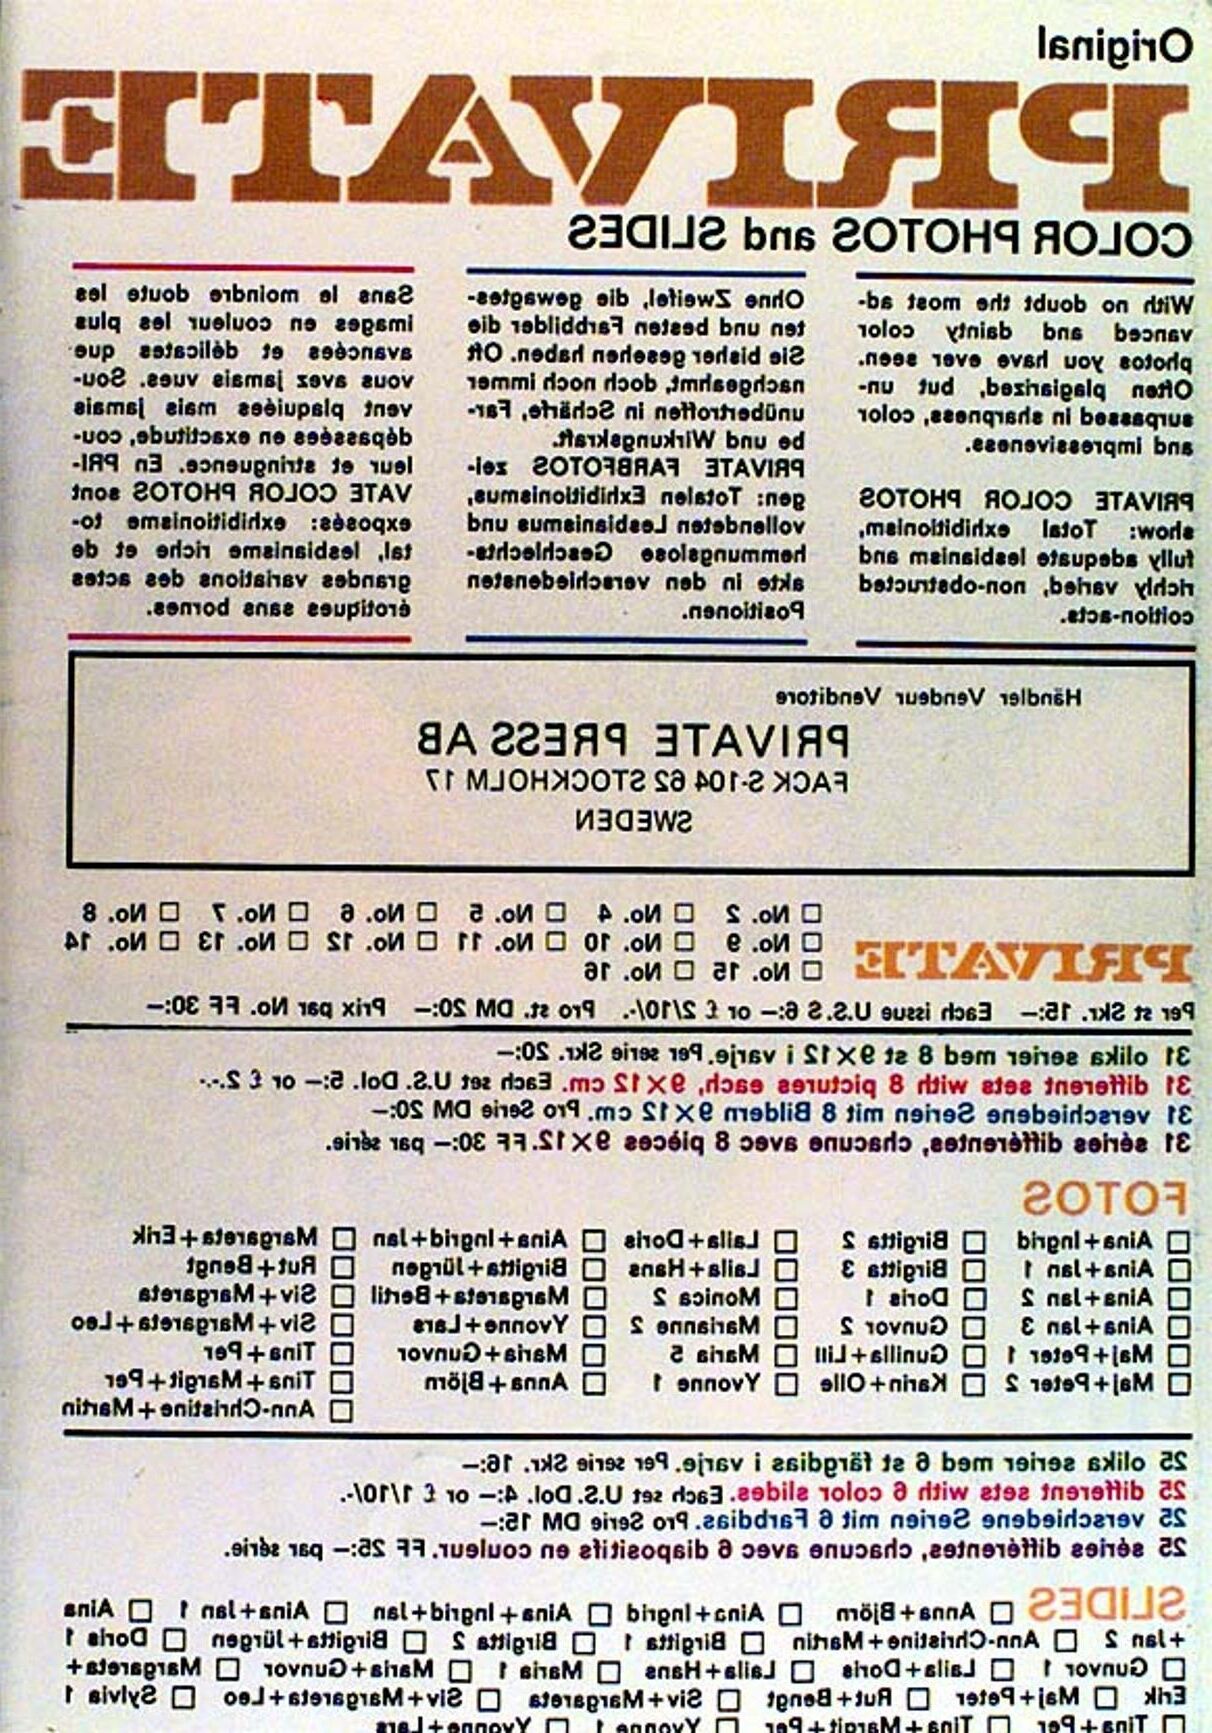 Original
PRIVATE
COLOR PHOTOS and SLIDES
With no doubt the most ad-
vanced and dainty color
photos you have ever seen.
Often plagiarized, but un-
surpassed in sharpness, color
and impressiveness.
PRIVATE COLOR PHOTOS
show: Total exhibitionism,
fully adequate lesbianism and
richly varied, non-obstructed
coition-acts.
Ohne Zweifel, die gewagtes-
ten und besten Farbbilder die
Sie bisher gesehen haben. Oft
nachgeahmt, doch noch immer
unübertroffen in Schärfe, Far-
be und Wirkungskraft.
PRIVATE FARBFOTOS zei-
gen: Totalen Exhibitionismus,
vollendeten Lesbianismus und
hemmungslose Geschlechts-
akte in den verschiedensten
Positionen.
Sans le moindre doute les
images en couleur les plus
avancées et délicates que
vous avez jamais vues. Sou-
vent plaquiées mais jamais
dépassées en exactitude, cou-
leur et stringuence. En PRI-
VATE COLOR PHOTOS sont
exposés: exhibitionisme to-
tal, lesbianisme riche et de
grandes variations des actes
érotiques sans bornes.
Händler Vendeur Venditore
PRIVATE PRESS AB
FACK S-104 62 STOCKHOLM 17
SWEDEN
PRIVATE
□ No. 2 □ No. 4 □ No. 5 □ No. 6 □ No. 7 □ No. 8
□ No. 9 □ No. 10 □ No. 11 □ No. 12 □ No. 13 □ No. 14
□ No. 15 □ No. 16
Per st Skr. 15:— Each issue U.S.S 6:— or £ 2/10/-. Pro st. DM 20:— Prix par No. FF 30:—
31 olika serier med 8 st 9×12 i varje. Per serie Skr. 20:—
31 different sets with 8 pictures each, 9×12 cm. Each set U.S. Dol. 5:— or £ 2.-.-
31 verschiedene Serien mit 8 Bildern 9×12 cm. Pro Serie DM 20:—
31 séries différentes, chacune avec 8 pièces 9×12. FF 30:— par série.
FOTOS
□ Aina+Ingrid □ Birgitta 2 □ Laila+Doris □ Aina+Ingrid+Jan □ Margareta+Erik
□ Aina+Jan 1 □ Birgitta 3 □ Laila+Hans □ Birgitta+Jürgen □ Rut+Bengt
□ Aina+Jan 2 □ Doris 1 □ Monica 2 □ Margareta+Bertil □ Siv+Margareta
□ Aina+Jan 3 □ Gunvor 2 □ Marianne 2 □ Yvonne+Lars □ Siv+Margareta+Leo
□ Maj+Peter 1 □ Gunilla+Lill □ Maria 5 □ Maria+Gunvor □ Tina+Per
□ Maj+Peter 2 □ Karin+Olle □ Yvonne 1 □ Anna+Björn □ Tina+Margit+Per
□ Ann-Christine+Martin
25 olika serier med 6 st färgdias i varje. Per serie Skr. 16:—
25 different sets with 6 color slides. Each set U.S. Dol. 4:— or £ 1/10/-.
25 verschiedene Serien mit 6 Farbdias. Pro Serie DM 15:—
25 séries différentes, chacune avec 6 diapositifs en couleur. FF 25:— par série.
SLIDES □ Anna+Björn □ Aina+Ingrid □ Aina+Ingrid+Jan □ Aina+Jan 1 □ Aina
+Jan 2 □ Ann-Christine+Martin □ Birgitta 1 □ Birgitta 2 □ Birgitta+Jürgen □ Doris 1
□ Gunvor 1 □ Laila+Doris □ Laila+Hans □ Maria 1 □ Maria+Gunvor □ Margareta+
Erik □ Maj+Peter □ Rut+Bengt □ Siv+Margareta □ Siv+Margareta+Leo □ Sylvia 1
□ Tina+Per □ Tina+Margit+Per □ Yvonne 1 □ Yvonne+Lars